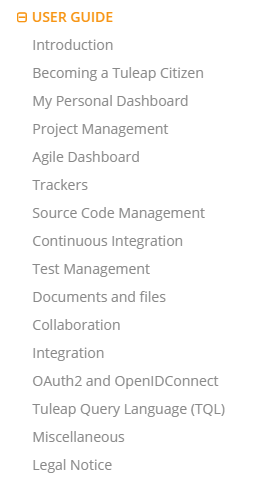 USER GUIDE
Introduction
Becoming a Tuleap Citizen
My Personal Dashboard
Project Management
Agile Dashboard
Trackers
Source Code Management
Continuous Integration
Test Management
Documents and files
Collaboration
Integration
OAuth2 and OpenIDConnect
Tuleap Query Language (TQL)
Miscellaneous
Legal Notice